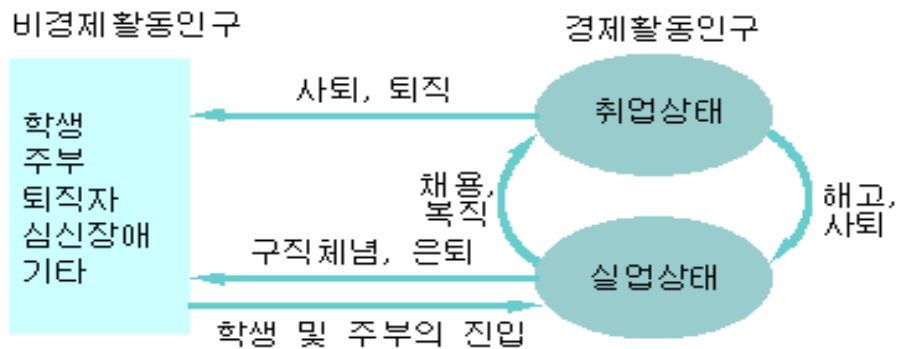 비경제활동인구
경제활동인구
사퇴, 퇴직
취업상태
학생
주부
퇴직자
심신장애
기타
채용,
복직
해고,
사퇴
구직체념, 은퇴
실업상태
학생 및 주부의 진입